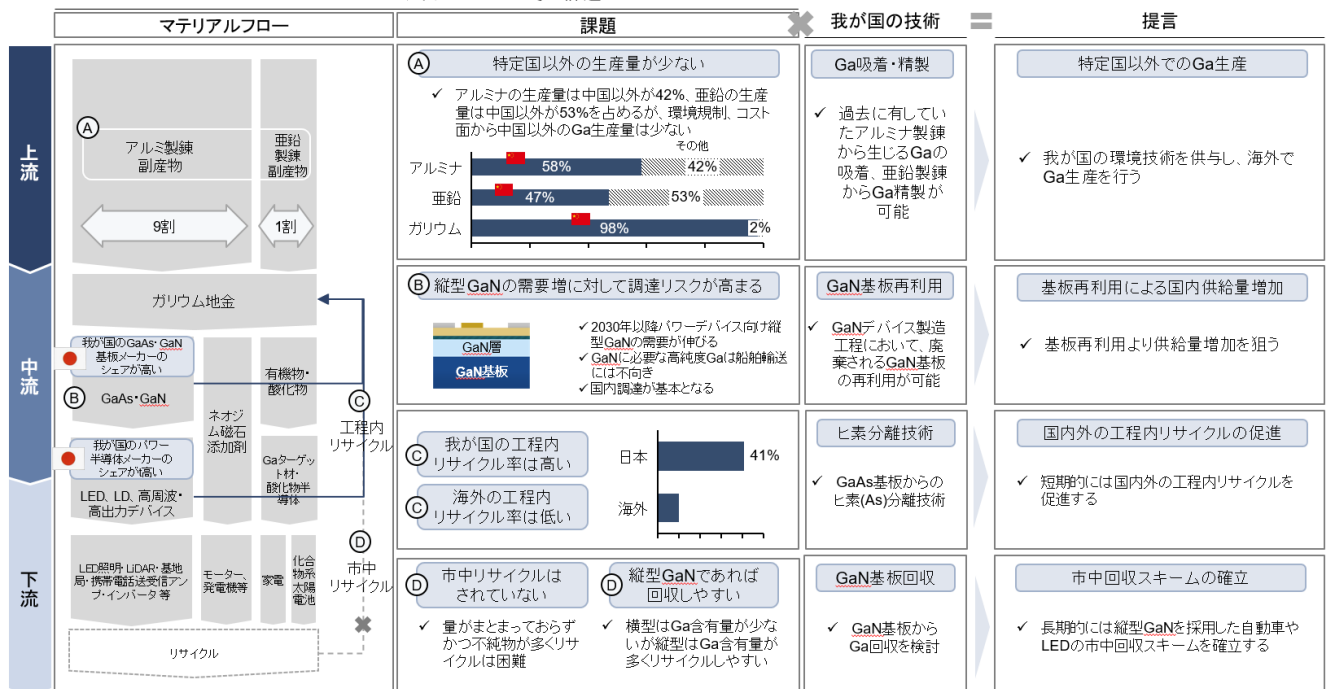 マテリアルフロー
課題
我が国の技術
提言
上流
中流
下流
A
アルミ製錬
副産物
亜鉛
製錬
副産物
9割
1割
ガリウム地金
我が国のGaAs・GaN
基板メーカーの
シェアが高い
B
GaAs・GaN
我が国のパワー
半導体メーカーの
シェアが高い
LED、LD、高周波・
高出力デバイス
ネオジ
ム磁石
添加剤
有機物・
酸化物
Gaターゲッ
ト材・
酸化物半
導体
C
工程内
リサイクル
D
市中
リサイクル
LED照明・LiDAR・基地
局・携帯電話送受信アン
プ・インバータ等
モーター、
発電機等
家電
化合
物系
太陽
電池
リサイクル
A
特定国以外の生産量が少ない
✓ アルミナの生産量は中国以外が42%、亜鉛の生産
量は中国以外が53%を占めるが、環境規制、コスト
面から中国以外のGa生産量は少ない
その他
アルミナ 58% 42%
亜鉛 47% 53%
ガリウム 98% 2%
Ga吸着・精製
✓ 過去に有してい
たアルミナ製錬
から生じるGaの
吸着、亜鉛製錬
からGa精製が
可能
特定国以外でのGa生産
✓ 我が国の環境技術を供与し、海外で
Ga生産を行う
B
縦型GaNの需要増に対して調達リスクが高まる
GaN層
GaN基板
✓ 2030年以降パワーデバイス向け縦
型GaNの需要が伸びる
✓ GaNに必要な高純度Gaは船舶輸送
には不向き
✓ 国内調達が基本となる
GaN基板再利用
✓ GaNデバイス製造
工程において、廃
棄されるGaN基板
の再利用が可能
基板再利用による国内供給量増加
✓ 基板再利用より供給量増加を狙う
C
我が国の工程内
リサイクル率は高い
C
海外の工程内
リサイクル率は低い
日本 41%
海外
ヒ素分離技術
✓ GaAs基板からの
ヒ素(As)分離技術
国内外の工程内リサイクルの促進
✓ 短期的には国内外の工程内リサイクルを
促進する
D
市中リサイクルは
されていない
✓ 量がまとまっておらず
かつ不純物が多くリサ
イクルは困難
D
縦型GaNであれば
回収しやすい
✓ 横型はGa含有量が少な
いが縦型はGa含有量が
多くリサイクルしやすい
GaN基板回収
✓ GaN基板から
Ga回収を検討
市中回収スキームの確立
✓ 長期的には縦型GaNを採用した自動車や
LEDの市中回収スキームを確立する